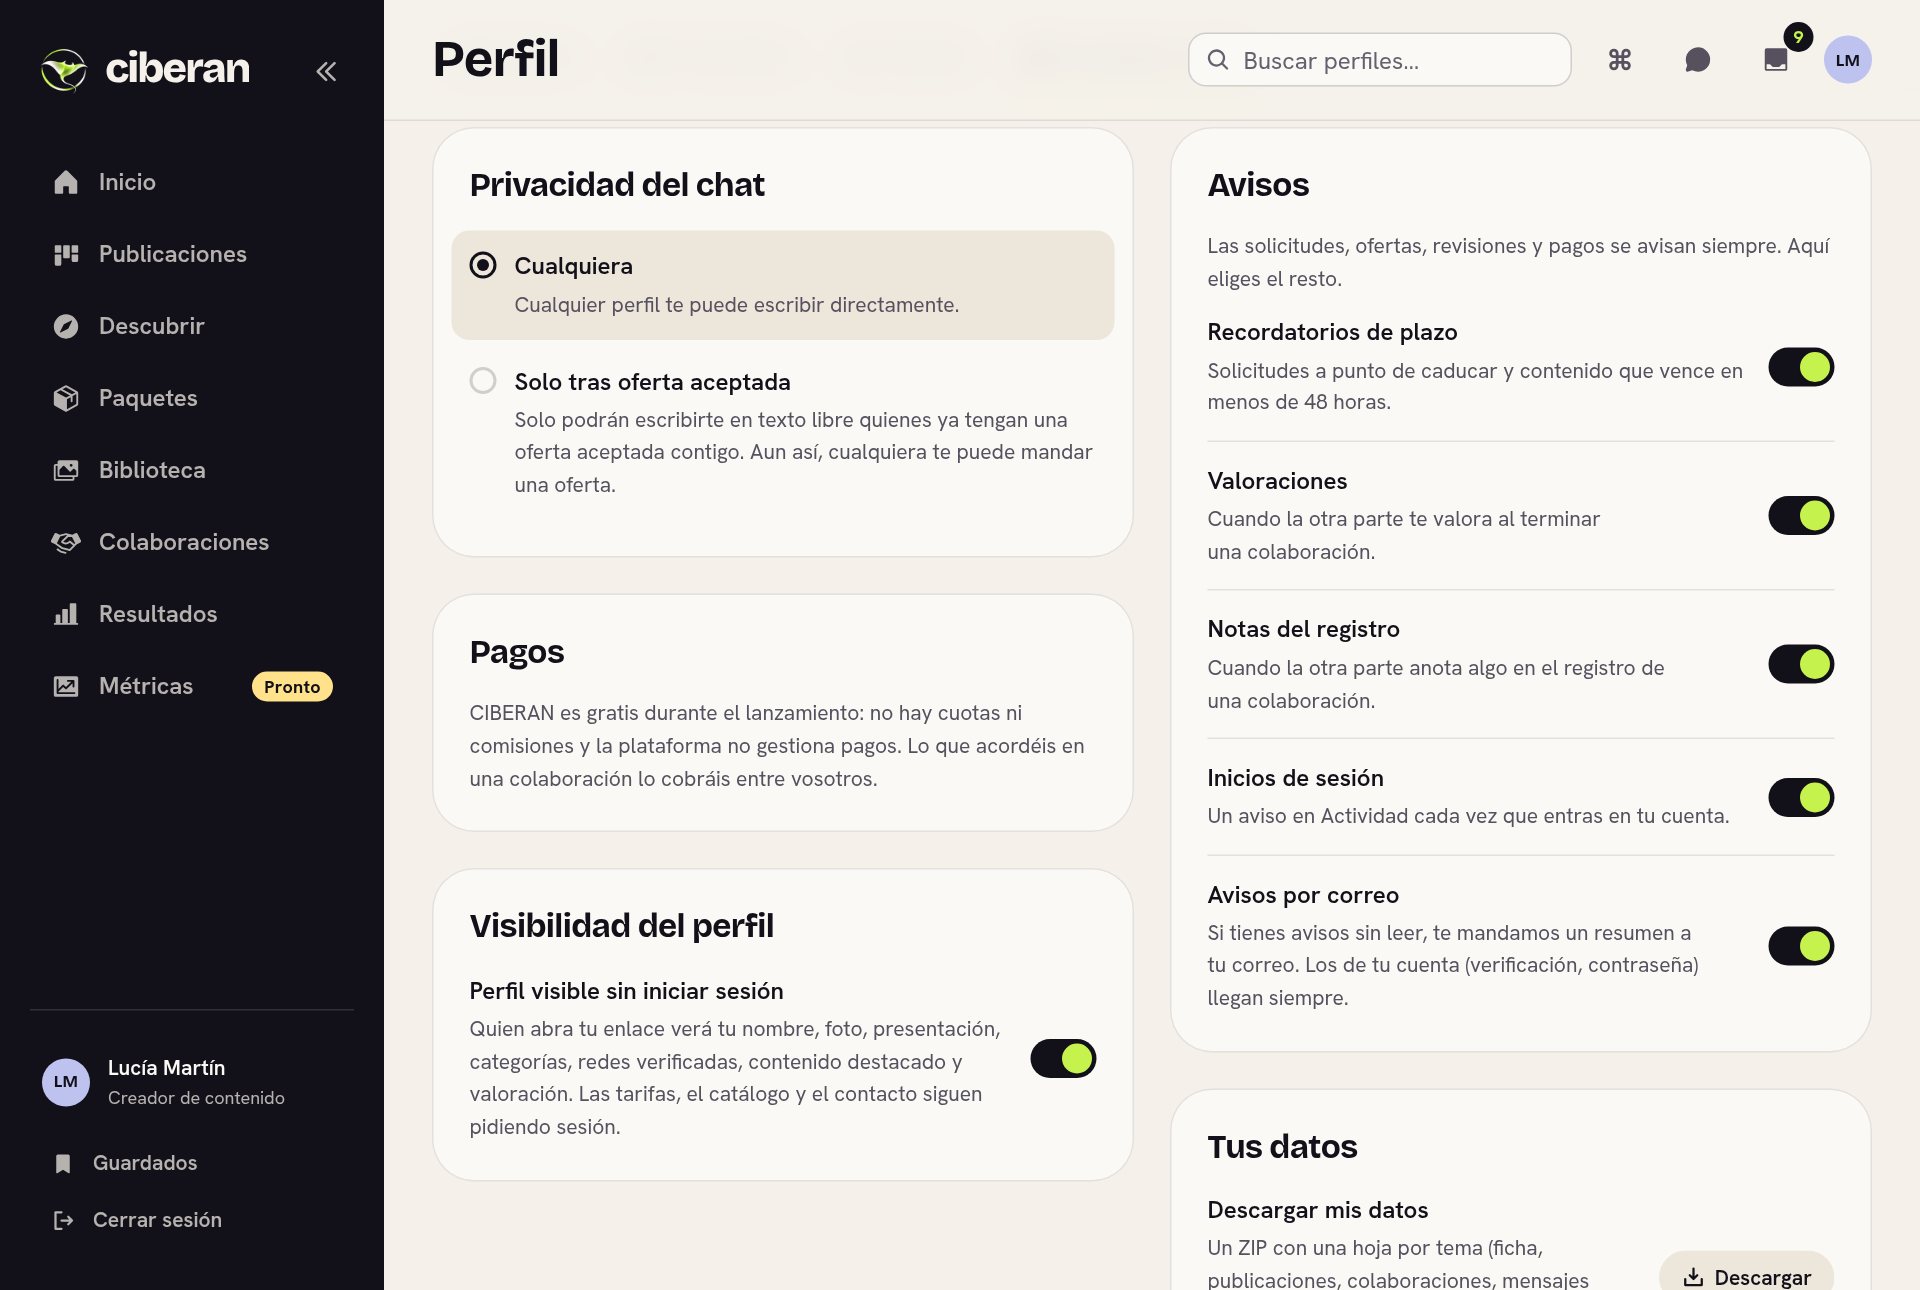 ciberan
Inicio
Publicaciones
Descubrir
Paquetes
Biblioteca
Colaboraciones
Resultados
Métricas
Pronto
LM
Lucía Martín
Creador de contenido
Guardados
Cerrar sesión
Perfil
Buscar perfiles...
9
LM
Privacidad del chat
Cualquiera
Cualquier perfil te puede escribir directamente.
Solo tras oferta aceptada
Solo podrán escribirte en texto libre quienes ya tengan una
oferta aceptada contigo. Aun así, cualquiera te puede mandar
una oferta.
Pagos
CIBERAN es gratis durante el lanzamiento: no hay cuotas ni
comisiones y la plataforma no gestiona pagos. Lo que acordéis en
una colaboración lo cobráis entre vosotros.
Visibilidad del perfil
Perfil visible sin iniciar sesión
Quien abra tu enlace verá tu nombre, foto, presentación,
categorías, redes verificadas, contenido destacado y
valoración. Las tarifas, el catálogo y el contacto siguen
pidiendo sesión.
Avisos
Las solicitudes, ofertas, revisiones y pagos se avisan siempre. Aquí
eliges el resto.
Recordatorios de plazo
Solicitudes a punto de caducar y contenido que vence en
menos de 48 horas.
Valoraciones
Cuando la otra parte te valora al terminar
una colaboración.
Notas del registro
Cuando la otra parte anota algo en el registro de
una colaboración.
Inicios de sesión
Un aviso en Actividad cada vez que entras en tu cuenta.
Avisos por correo
Si tienes avisos sin leer, te mandamos un resumen a
tu correo. Los de tu cuenta (verificación, contraseña)
llegan siempre.
Tus datos
Descargar mis datos
Un ZIP con una hoja por tema (ficha,
publicaciones, colaboraciones, mensajes
Descargar